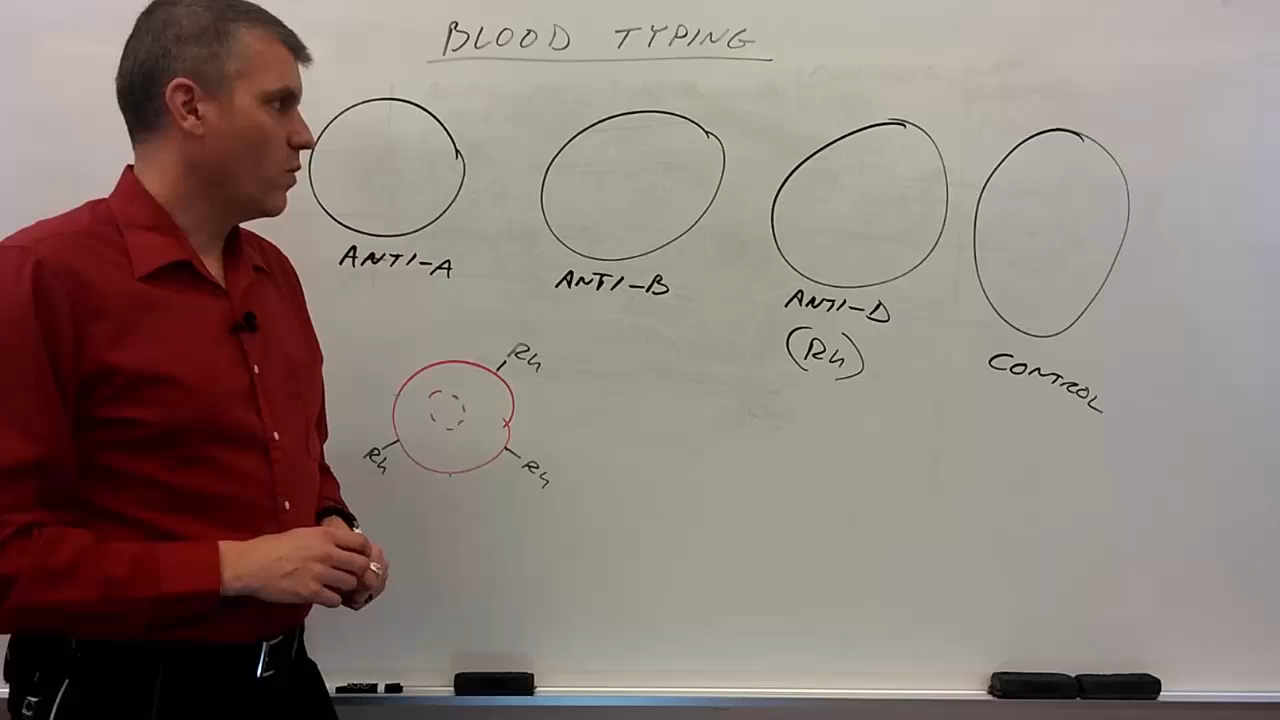 BLOOD TYPING
ANTI-A
ANTI-B
ANTI-D
(Rh)
CONTROL
Rh
Rh
Rh